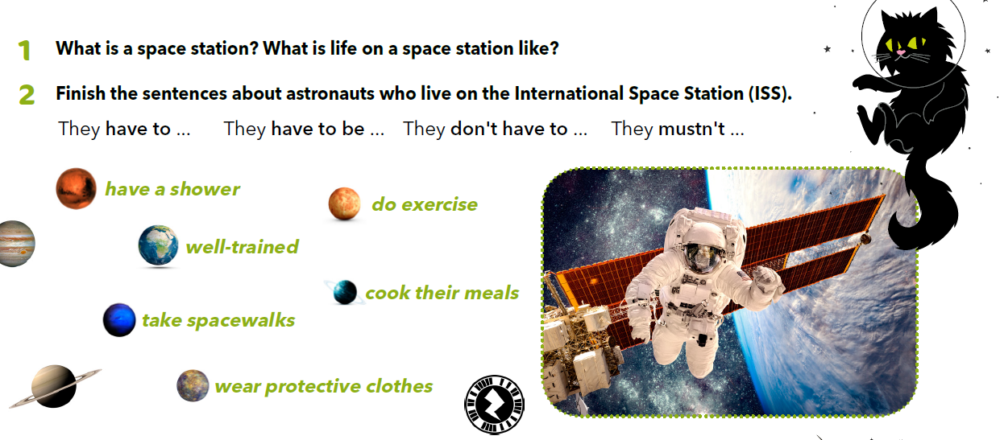 1 What is a space station? What is life on a space station like?
2 Finish the sentences about astronauts who live on the International Space Station (ISS).
They have to ... They have to be ... They don't have to ... They mustn't ...
have a shower
do exercise
well-trained
cook their meals
take spacewalks
wear protective clothes